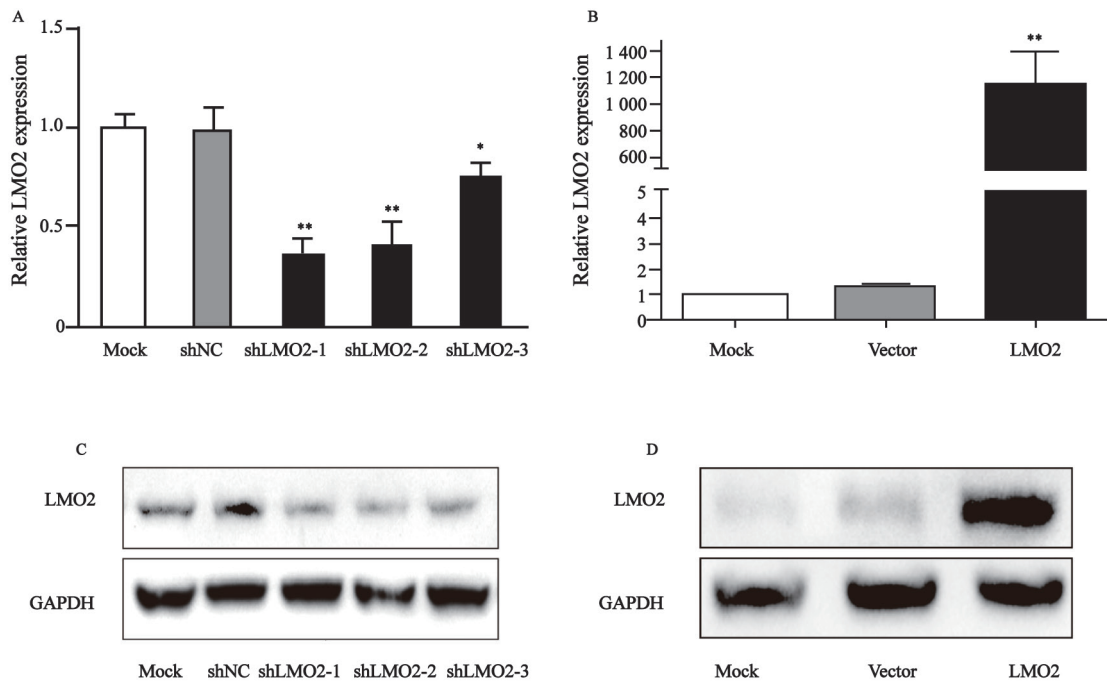 A
Relative LMO2 expression
1.5
1.0
0.5
0
**
**
*
Mock shNC shLMO2-1 shLMO2-2 shLMO2-3
B
Relative LMO2 expression
1 400
1 200
1 000
800
600
5
4
3
2
1
0
**
Mock Vector LMO2
C
LMO2
GAPDH
Mock shNC shLMO2-1 shLMO2-2 shLMO2-3
D
LMO2
GAPDH
Mock Vector LMO2